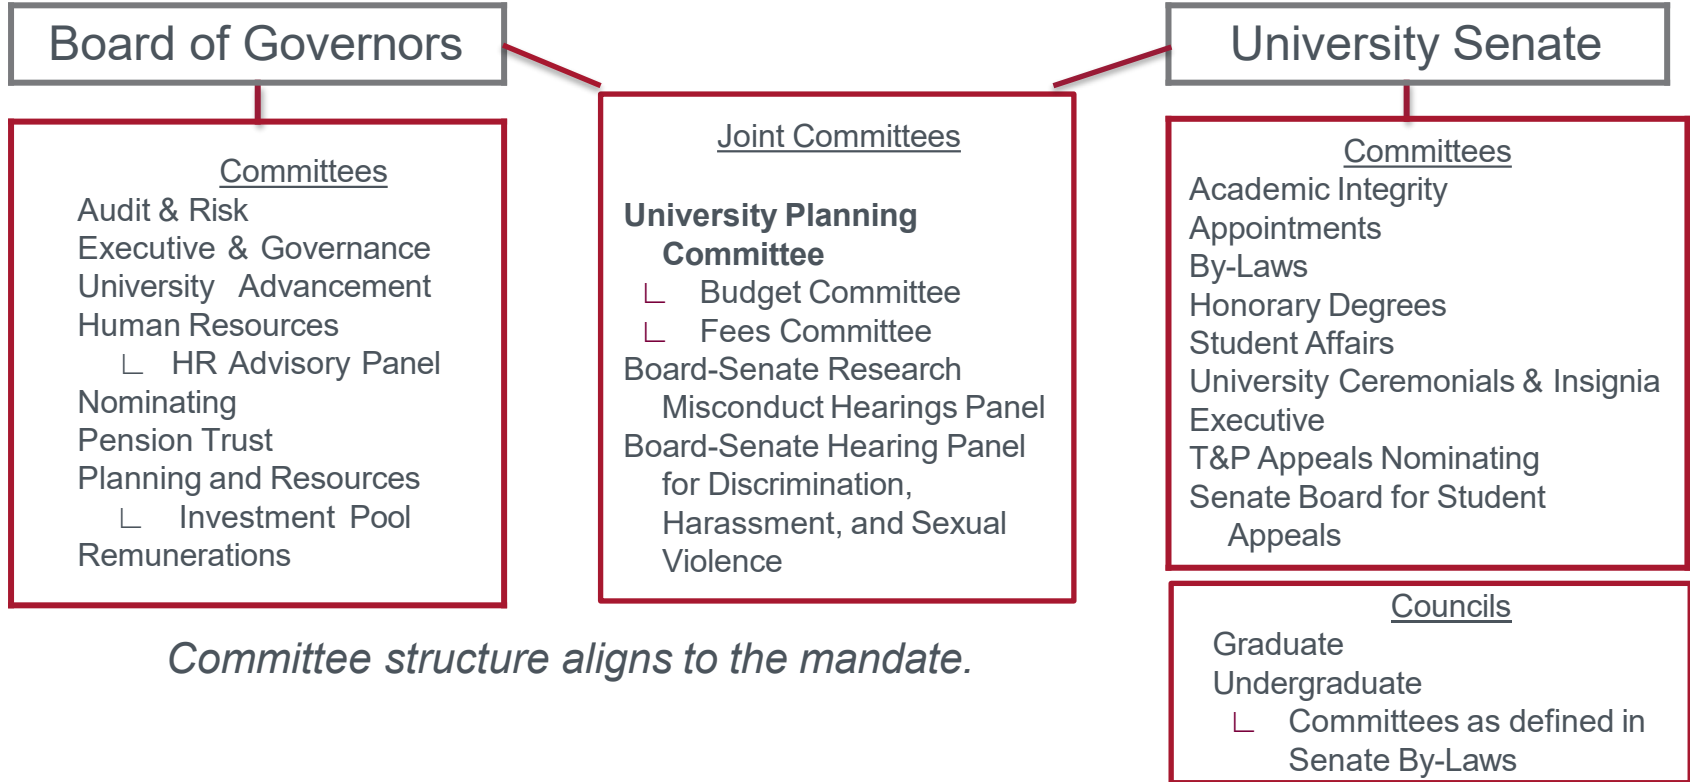 Board of Governors
Committees
Audit & Risk
Executive & Governance
University Advancement
Human Resources
∟ HR Advisory Panel
Nominating
Pension Trust
Planning and Resources
∟ Investment Pool
Remunerations
Joint Committees
University Planning
Committee
∟ Budget Committee
∟ Fees Committee
Board-Senate Research
Misconduct Hearings Panel
Board-Senate Hearing Panel
for Discrimination,
Harassment, and Sexual
Violence
University Senate
Committees
Academic Integrity
Appointments
By-Laws
Honorary Degrees
Student Affairs
University Ceremonials & Insignia
Executive
T&P Appeals Nominating
Senate Board for Student
Appeals
Councils
Graduate
Undergraduate
∟ Committees as defined in
Senate By-Laws
Committee structure aligns to the mandate.